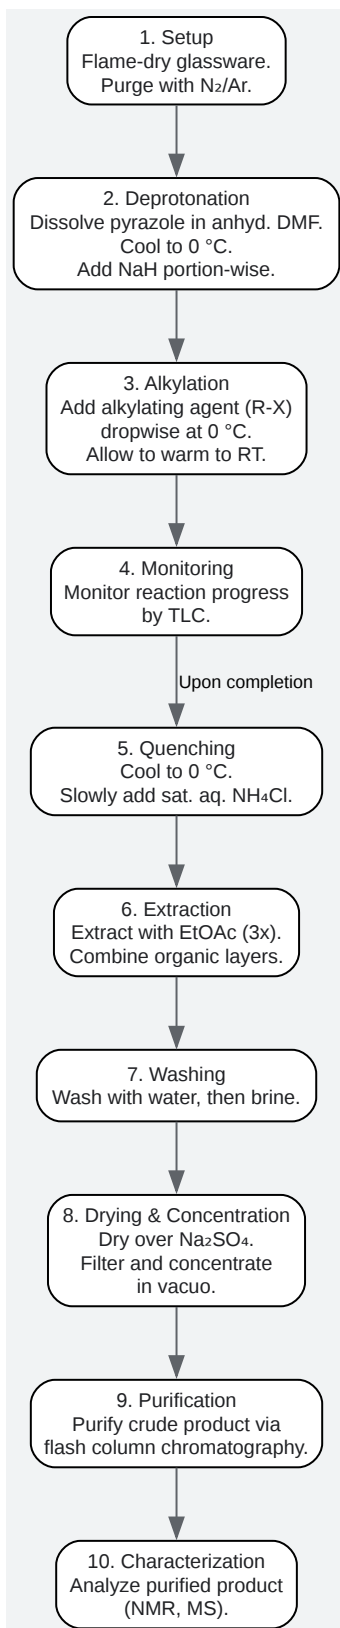 1. Setup
Flame-dry glassware.
Purge with N₂/Ar.
2. Deprotonation
Dissolve pyrazole in anhyd. DMF.
Cool to 0 °C.
Add NaH portion-wise.
3. Alkylation
Add alkylating agent (R-X)
dropwise at 0 °C.
Allow to warm to RT.
4. Monitoring
Monitor reaction progress
by TLC.
Upon completion
5. Quenching
Cool to 0 °C.
Slowly add sat. aq. NH₄Cl.
6. Extraction
Extract with EtOAc (3x).
Combine organic layers.
7. Washing
Wash with water, then brine.
8. Drying & Concentration
Dry over Na₂SO₄.
Filter and concentrate
in vacuo.
9. Purification
Purify crude product via
flash column chromatography.
10. Characterization
Analyze purified product
(NMR, MS).